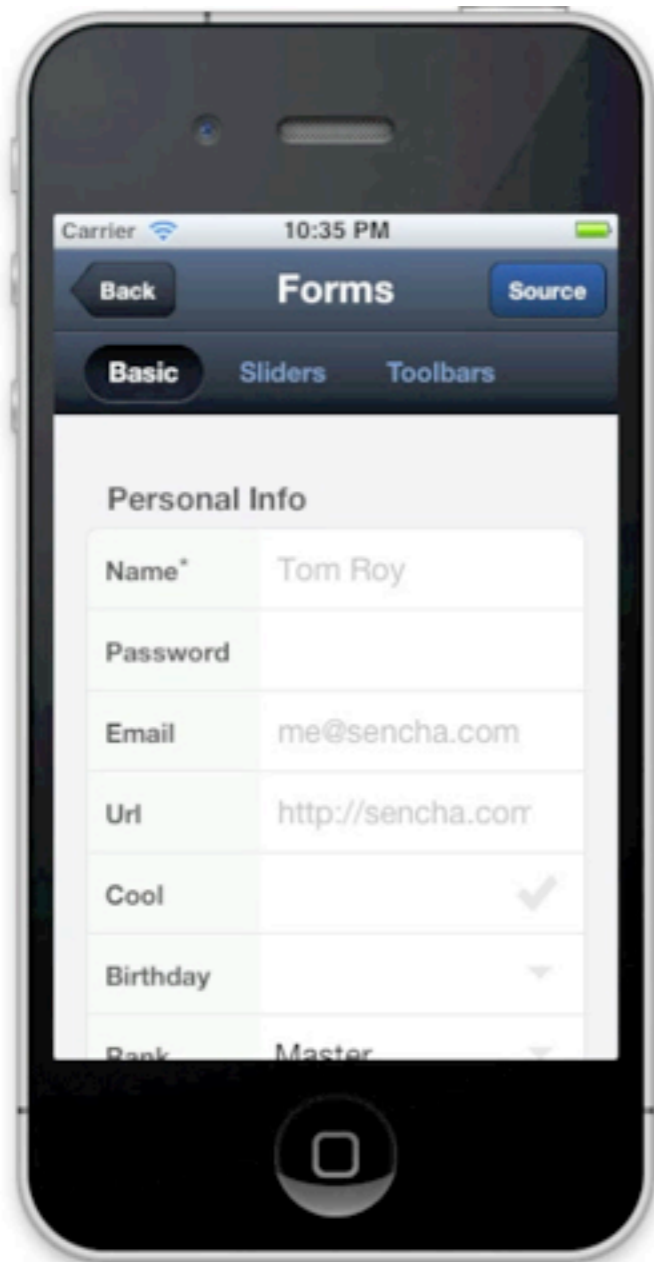 Carrier 10:35 PM
Back Forms Source
Basic Sliders Toolbars
Personal Info
Name* Tom Roy
Password
Email me@sencha.com
Url http://sencha.com
Cool
Birthday
Rank Master